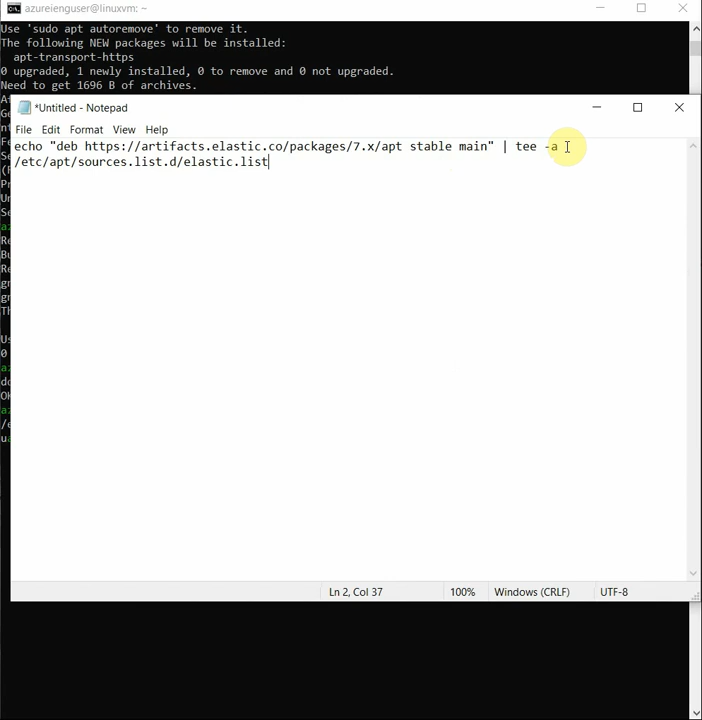 azureienguser@linuxvm: ~
Use 'sudo apt autoremove' to remove it.
The following NEW packages will be installed:
apt-transport-https
0 upgraded, 1 newly installed, 0 to remove and 0 not upgraded.
Need to get 1696 B of archives.
*Untitled - Notepad
File Edit Format View Help
echo "deb https://artifacts.elastic.co/packages/7.x/apt stable main" | tee -a
/etc/apt/sources.list.d/elastic.list
Ln 2, Col 37
100%
Windows (CRLF)
UTF-8